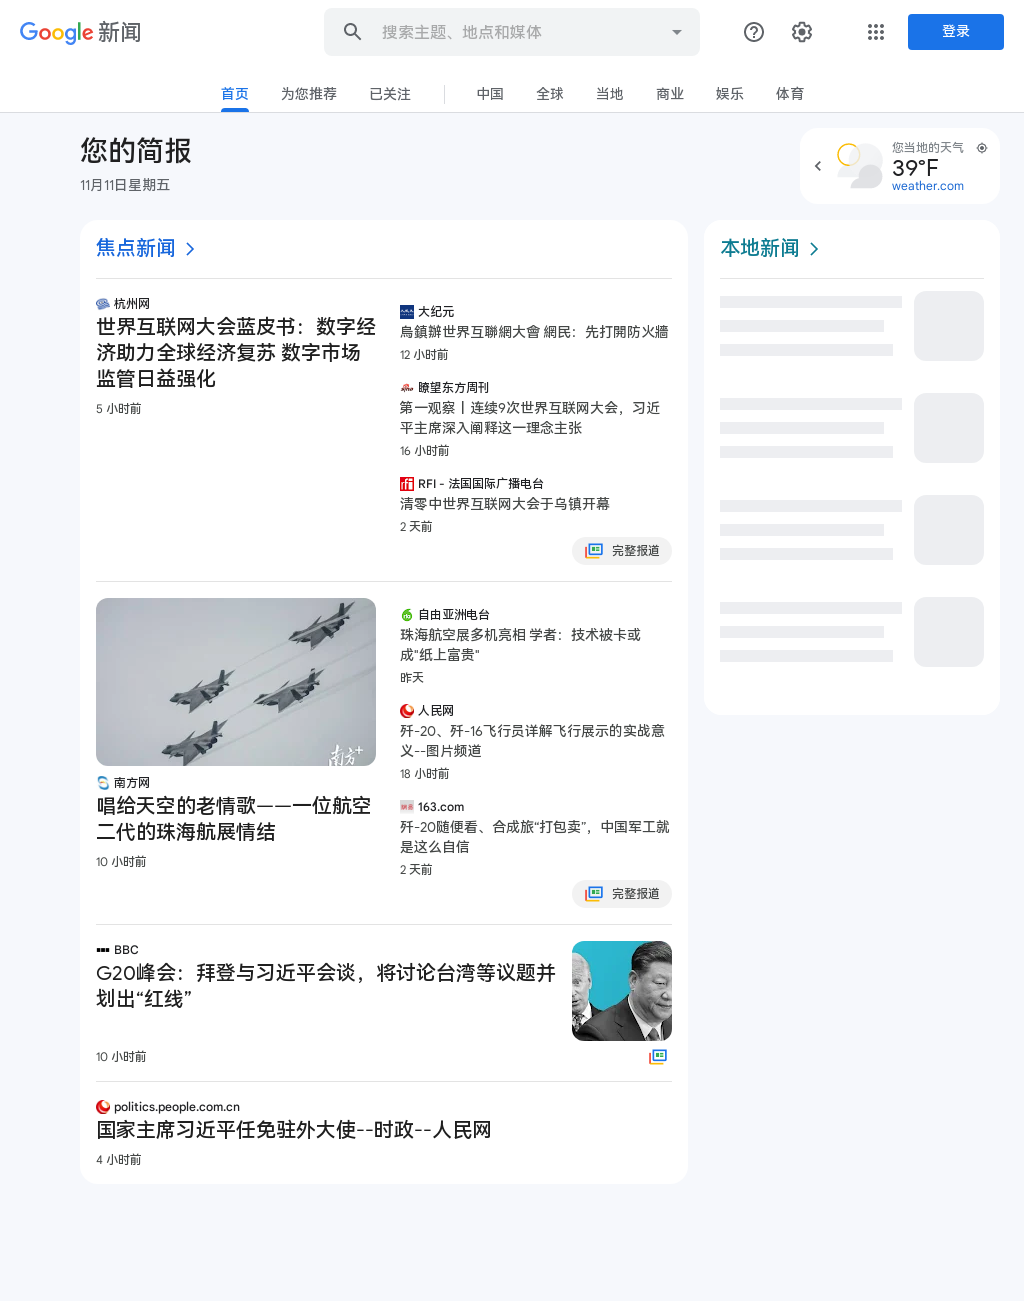 Google 新闻
搜索主题、地点和媒体
登录
首页
为您推荐
已关注
中国
全球
当地
商业
娱乐
体育
您的简报
11月11日星期五
您当地的天气
39°F
weather.com
焦点新闻
杭州网
世界互联网大会蓝皮书：数字经
济助力全球经济复苏 数字市场
监管日益强化
5 小时前
大纪元
烏鎮辦世界互聯網大會 網民：先打開防火牆
12 小时前
瞭望东方周刊
第一观察丨连续9次世界互联网大会，习近
平主席深入阐释这一理念主张
16 小时前
RFI - 法国国际广播电台
清零中世界互联网大会于乌镇开幕
2 天前
完整报道
南方+
南方网
唱给天空的老情歌——一位航空
二代的珠海航展情结
10 小时前
自由亚洲电台
珠海航空展多机亮相 学者：技术被卡或
成"纸上富贵"
昨天
人民网
歼-20、歼-16飞行员详解飞行展示的实战意
义--图片频道
18 小时前
163.com
歼-20随便看、合成旅“打包卖”，中国军工就
是这么自信
2 天前
完整报道
BBC
G20峰会：拜登与习近平会谈，将讨论台湾等议题并
划出“红线”
10 小时前
politics.people.com.cn
国家主席习近平任免驻外大使--时政--人民网
4 小时前
本地新闻